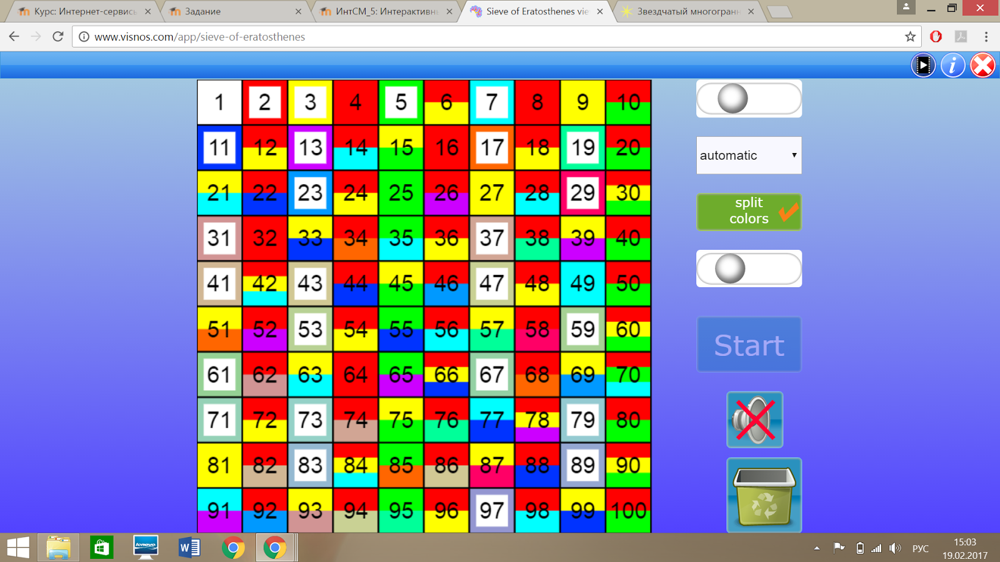 Курс: Интернет-сервисы
Задание
ИнтСМ_5: Интерактивн
Sieve of Eratosthenes vie
Звездчатый многогранн
www.visnos.com/app/sieve-of-eratosthenes
1 2 3 4 5 6 7 8 9 10
11 12 13 14 15 16 17 18 19 20
21 22 23 24 25 26 27 28 29 30
31 32 33 34 35 36 37 38 39 40
41 42 43 44 45 46 47 48 49 50
51 52 53 54 55 56 57 58 59 60
61 62 63 64 65 66 67 68 69 70
71 72 73 74 75 76 77 78 79 80
81 82 83 84 85 86 87 88 89 90
91 92 93 94 95 96 97 98 99 100
automatic
split
colors
Start
lenovo
РУС
15:03
19.02.2017